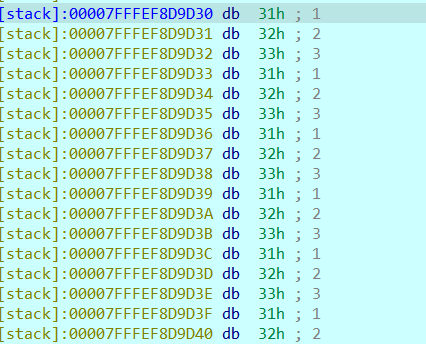 [stack]:00007FFFEF8D9D30 db 31h ; 1
[stack]:00007FFFEF8D9D31 db 32h ; 2
[stack]:00007FFFEF8D9D32 db 33h ; 3
[stack]:00007FFFEF8D9D33 db 31h ; 1
[stack]:00007FFFEF8D9D34 db 32h ; 2
[stack]:00007FFFEF8D9D35 db 33h ; 3
[stack]:00007FFFEF8D9D36 db 31h ; 1
[stack]:00007FFFEF8D9D37 db 32h ; 2
[stack]:00007FFFEF8D9D38 db 33h ; 3
[stack]:00007FFFEF8D9D39 db 31h ; 1
[stack]:00007FFFEF8D9D3A db 32h ; 2
[stack]:00007FFFEF8D9D3B db 33h ; 3
[stack]:00007FFFEF8D9D3C db 31h ; 1
[stack]:00007FFFEF8D9D3D db 32h ; 2
[stack]:00007FFFEF8D9D3E db 33h ; 3
[stack]:00007FFFEF8D9D3F db 31h ; 1
[stack]:00007FFFEF8D9D40 db 32h ; 2